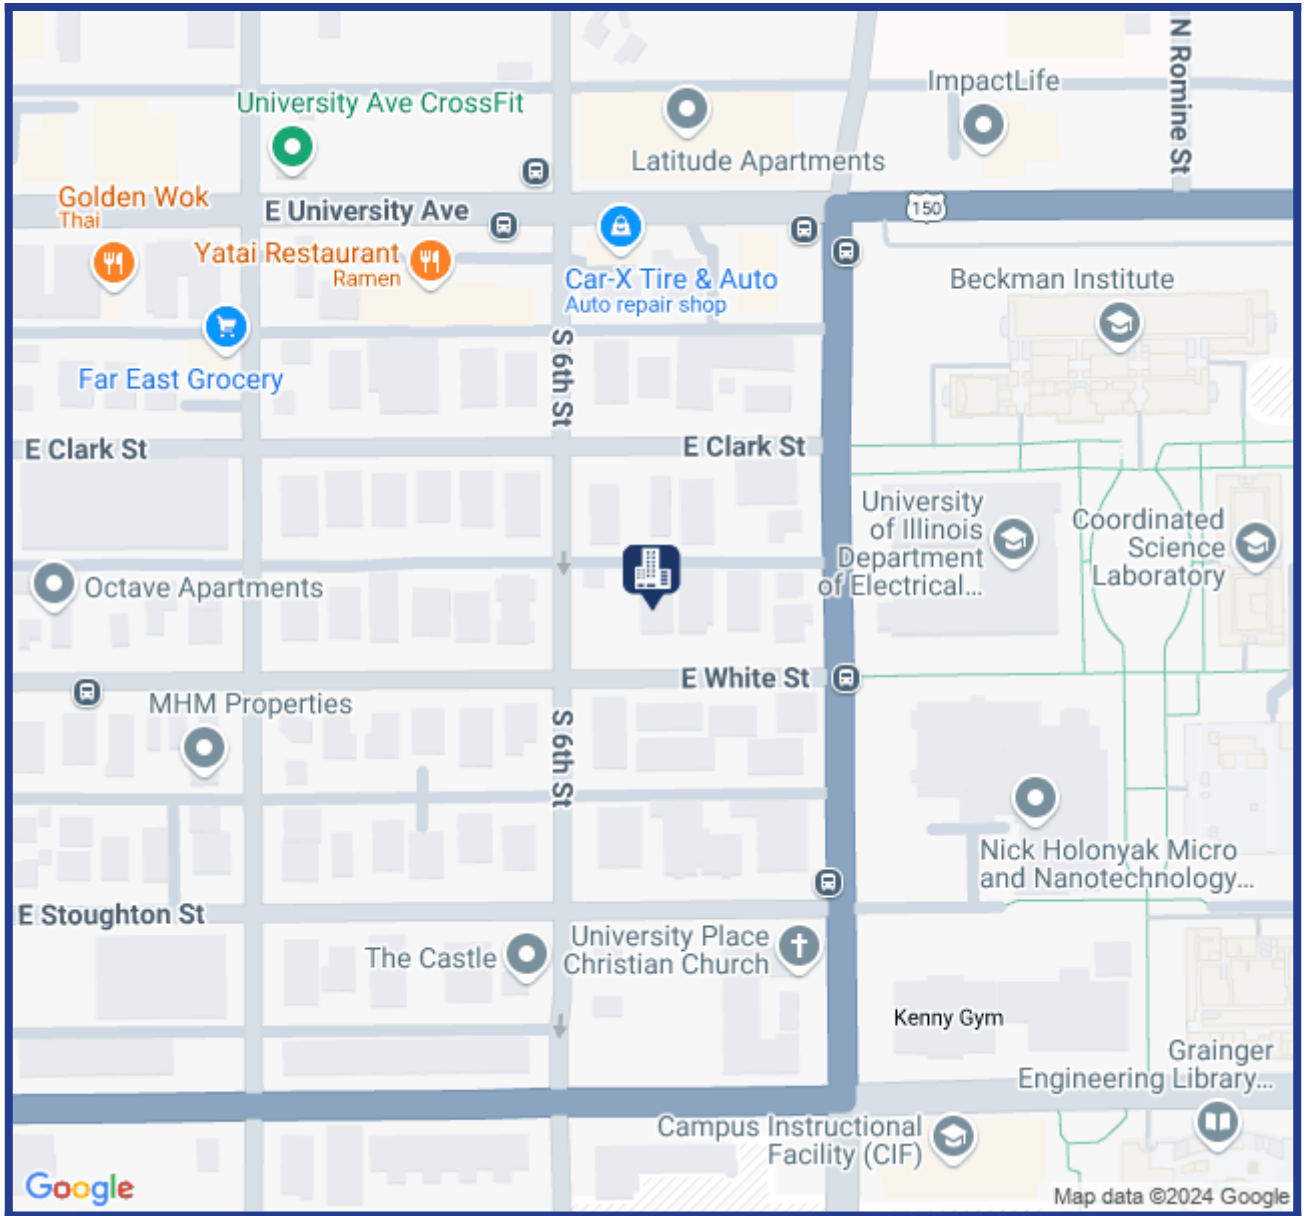 N Romine St
ImpactLife
University Ave CrossFit
Latitude Apartments
Golden Wok
Thai
E University Ave
150
Yatai Restaurant
Ramen
Car-X Tire & Auto
Auto repair shop
Beckman Institute
Far East Grocery
S 6th St
E Clark St
E Clark St
University
of Illinois
Department
of Electrical...
Coordinated
Science
Laboratory
Octave Apartments
E White St
MHM Properties
S 6th St
Nick Holonyak Micro
and Nanotechnology...
E Stoughton St
The Castle
University Place
Christian Church
Kenny Gym
Grainger
Engineering Library...
Campus Instructional
Facility (CIF)
Google
Map data ©2024 Google